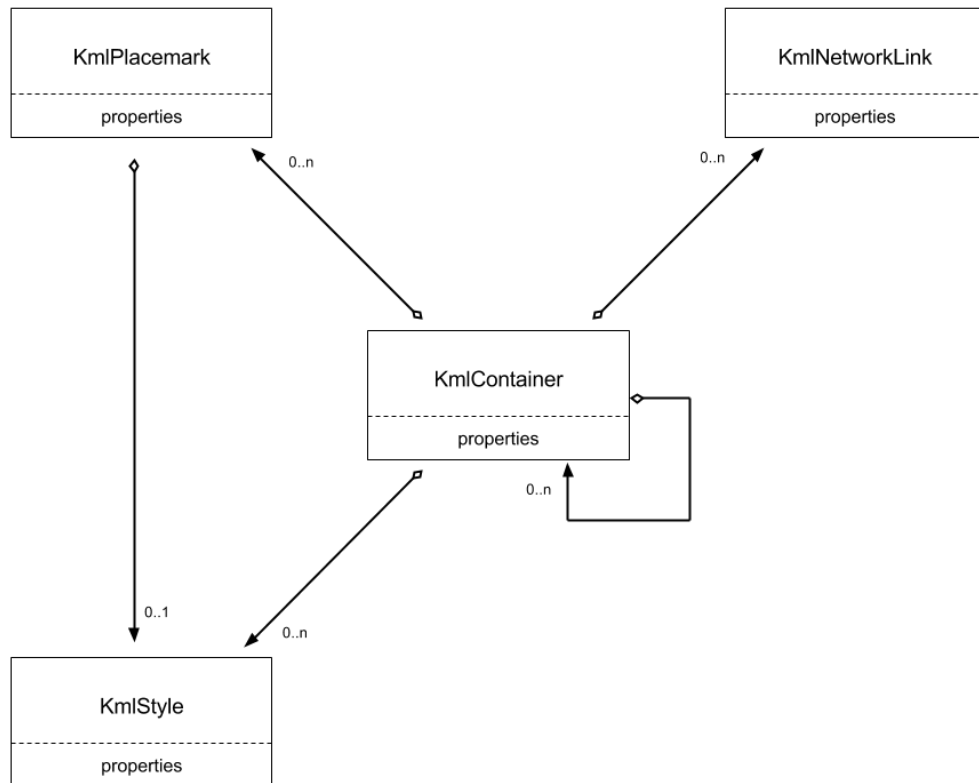 KmlPlacemark
properties
KmlNetworkLink
properties
0..n
0..n
KmlContainer
properties
0..n
0..1
0..n
KmlStyle
properties